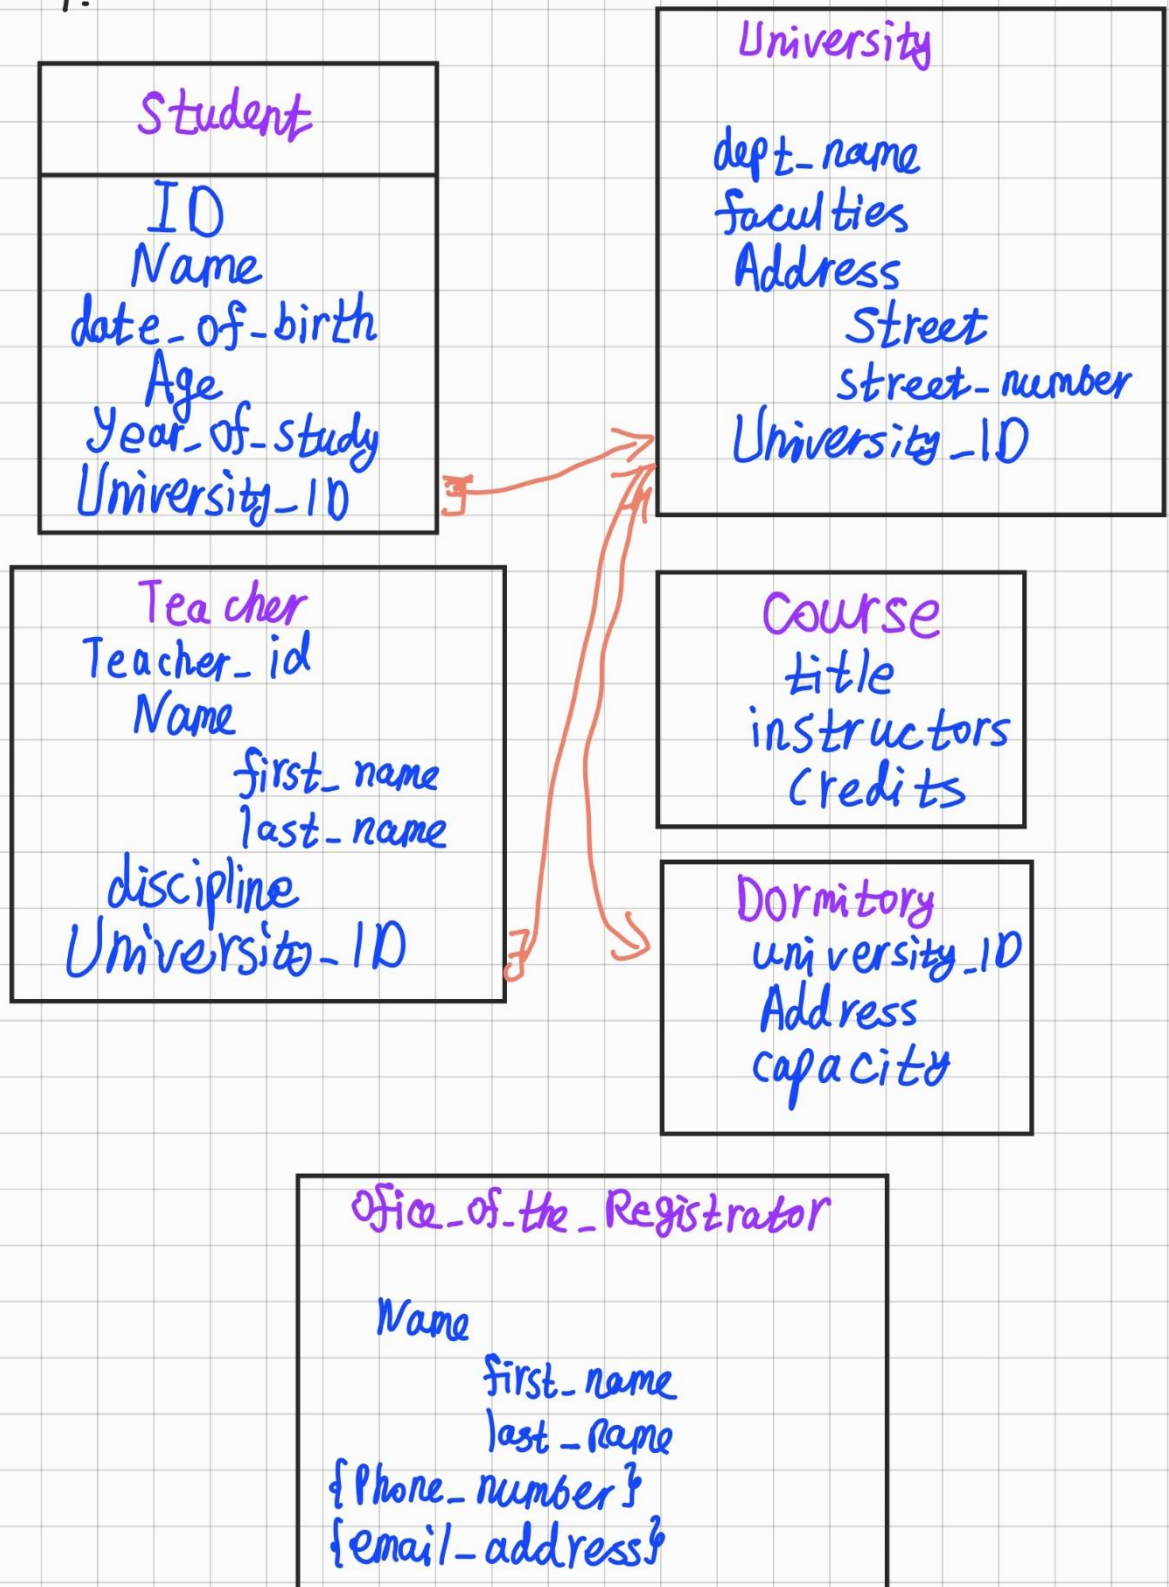 Student
ID
Name
date_of_birth
Age
Year_of_study
University_ID
University
dept_name
faculties
Address
Street
street_number
University_ID
Teacher
Teacher_id
Name
first_name
last_name
discipline
University_ID
Course
title
instructors
credits
Dormitory
university_ID
Address
capacity
Office_of_the_Registrator
Name
first_name
last_name
{Phone_number}
{email_address}